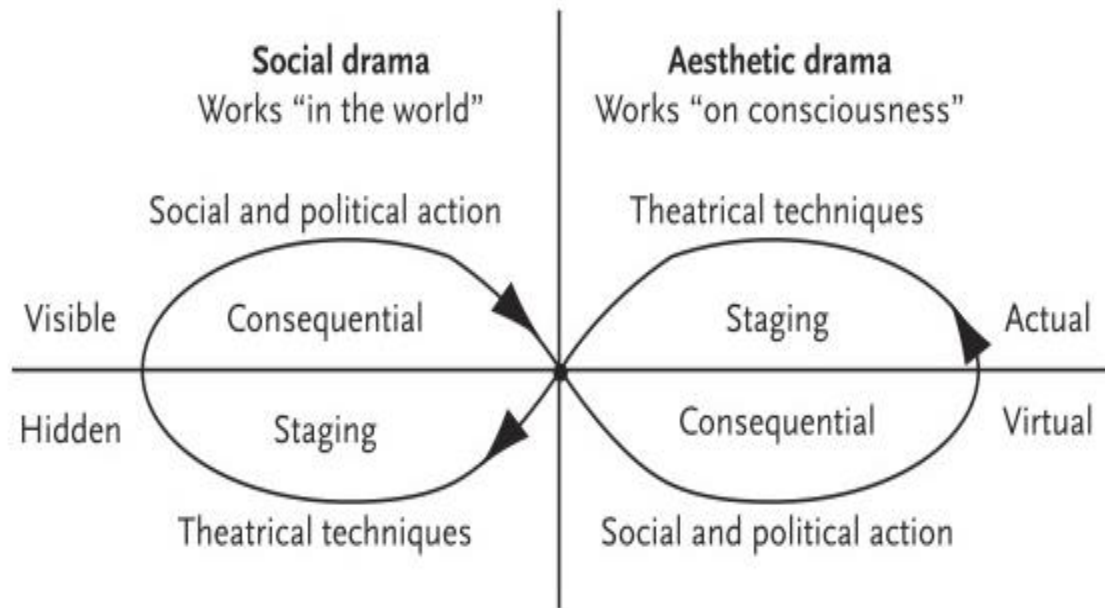 Social drama
Works “in the world”
Aesthetic drama
Works “on consciousness”
Social and political action
Theatrical techniques
Visible
Consequential
Staging
Actual
Hidden
Staging
Consequential
Virtual
Theatrical techniques
Social and political action